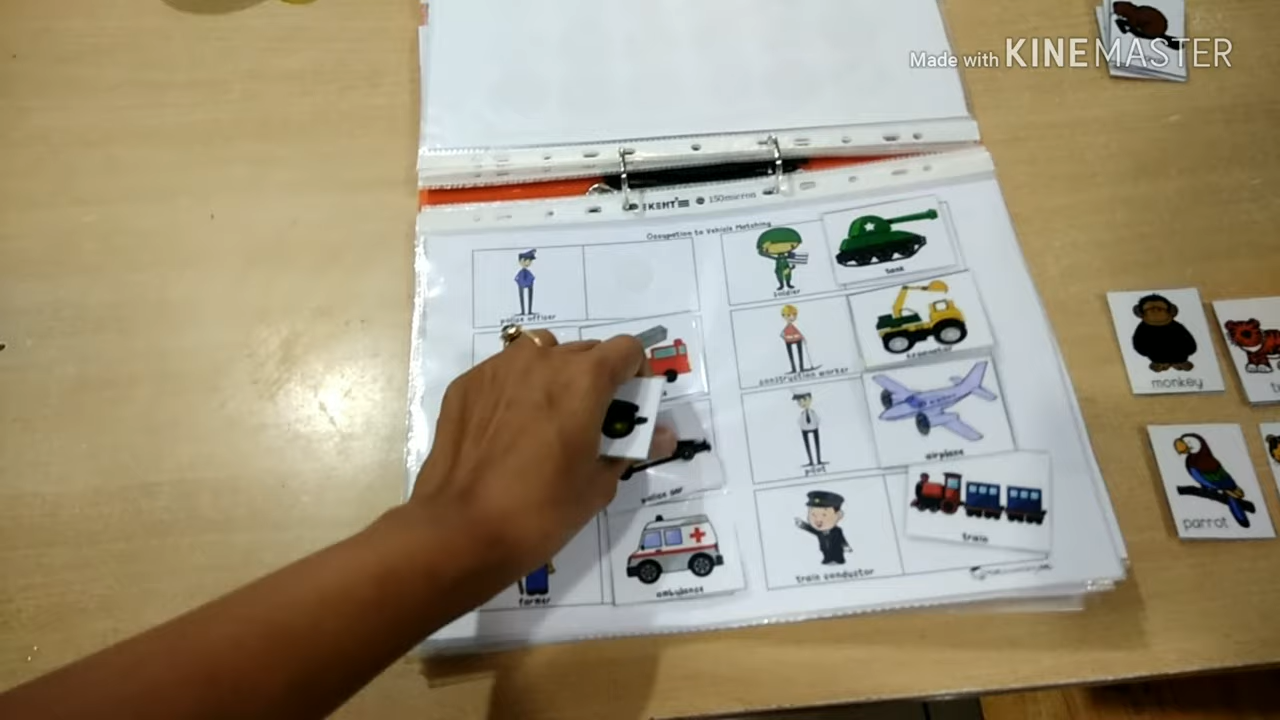 Made with KINEMASTER
KENT
150micron
Occupation to Vehicle Matching
police officer
soldier
tank
construction worker
excavator
pilot
airplane
police car
train conductor
train
farmer
ambulance
monkey
parrot